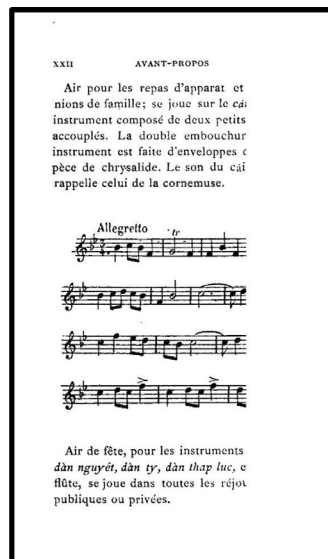 XXII AVANT-PROPOS
Air pour les repas d'apparat et
nions de famille; se joue sur le cái
instrument composé de deux petits
accouplés. La double embouchur
instrument est faite d'enveloppes c
pèce de chrysalide. Le son du cái
rappelle celui de la cornemuse.
Allegretto tr
Air de fête, pour les instruments
dàn nguyét, dàn ty, dàn thap luc, e
flûte, se joue dans toutes les réjou
publiques ou privées.